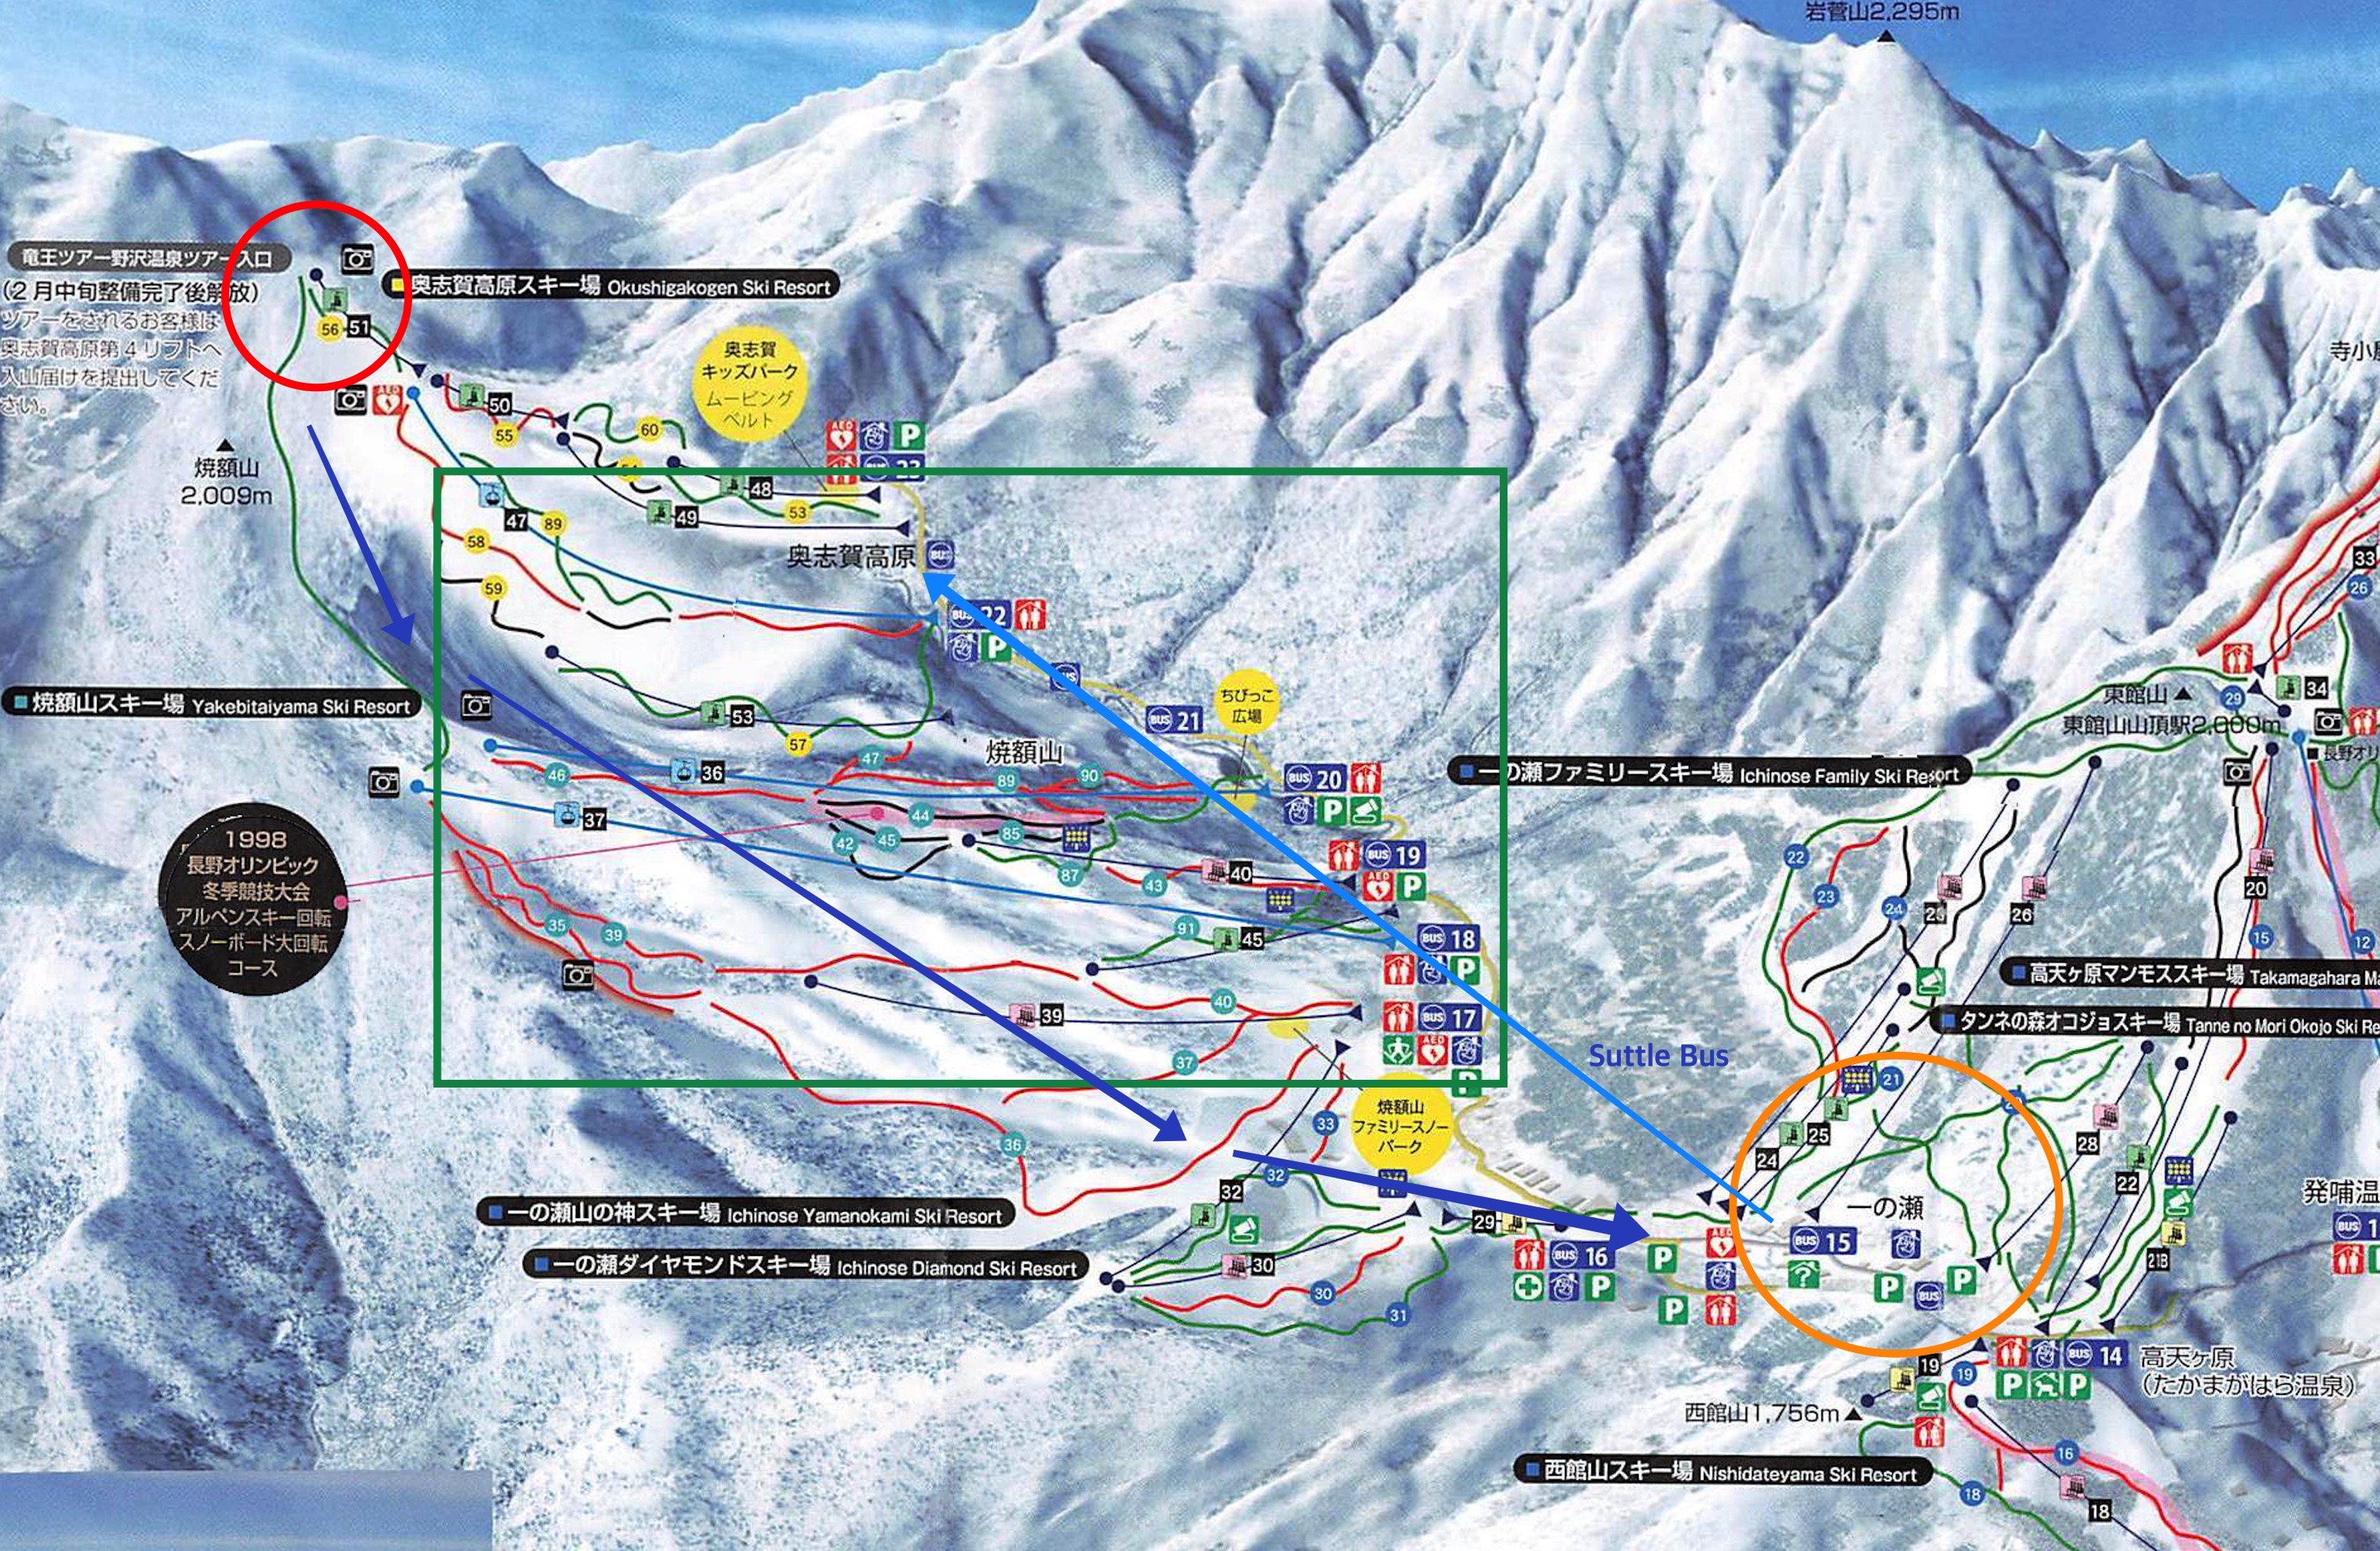 岩菅山2,295m
竜王ツアー野沢温泉ツアー入口
(2月中旬整備完了後解放)
ツアーをされるお客様は
奥志賀高原第4リフトへ
入山届けを提出してくだ
さい。
奥志賀高原スキー場 Okushigakogen Ski Resort
56
51
焼額山
2,009m
AED
50
55
60
奥志賀
キッズパーク
ムービング
ベルト
AED
P
48
53
49
47
89
58
59
奥志賀高原
BUS
BUS 22
P
BUS 21
53
57
焼額山スキー場 Yakebitaiyama Ski Resort
焼額山
ちびっこ
広場
46
36
47
89
90
BUS 20
P
37
44
42
45
85
87
43
40
BUS 19
AED
P
1998
長野オリンピック
冬季競技大会
アルペンスキー回転
スノーボード大回転
コース
35
39
91
45
BUS 18
P
40
39
BUS 17
AED
P
37
36
33
焼額山
ファミリースノー
パーク
Suttle Bus
32
32
一の瀬山の神スキー場 Ichinose Yamanokami Ski Resort
一の瀬ダイヤモンドスキー場 Ichinose Diamond Ski Resort
29
30
30
31
BUS 16
P
P
AED
P
一の瀬
BUS 15
P
BUS
P
一の瀬ファミリースキー場 Ichinose Family Ski Resort
22
23
24
26
20
15
12
高天ヶ原マンモススキー場 Takamagahara Ma
タンネの森オコジョスキー場 Tanne no Mori Okojo Ski Re
21
25
24
28
22
21B
寺小
33
26
東館山
29
34
東館山山頂駅2,000m
長野オリ
発哺温
BUS
19
19
BUS 14
P
P
高天ヶ原
(たかまがはら温泉)
西館山1,756m
西館山スキー場 Nishidateyama Ski Resort
16
18
18